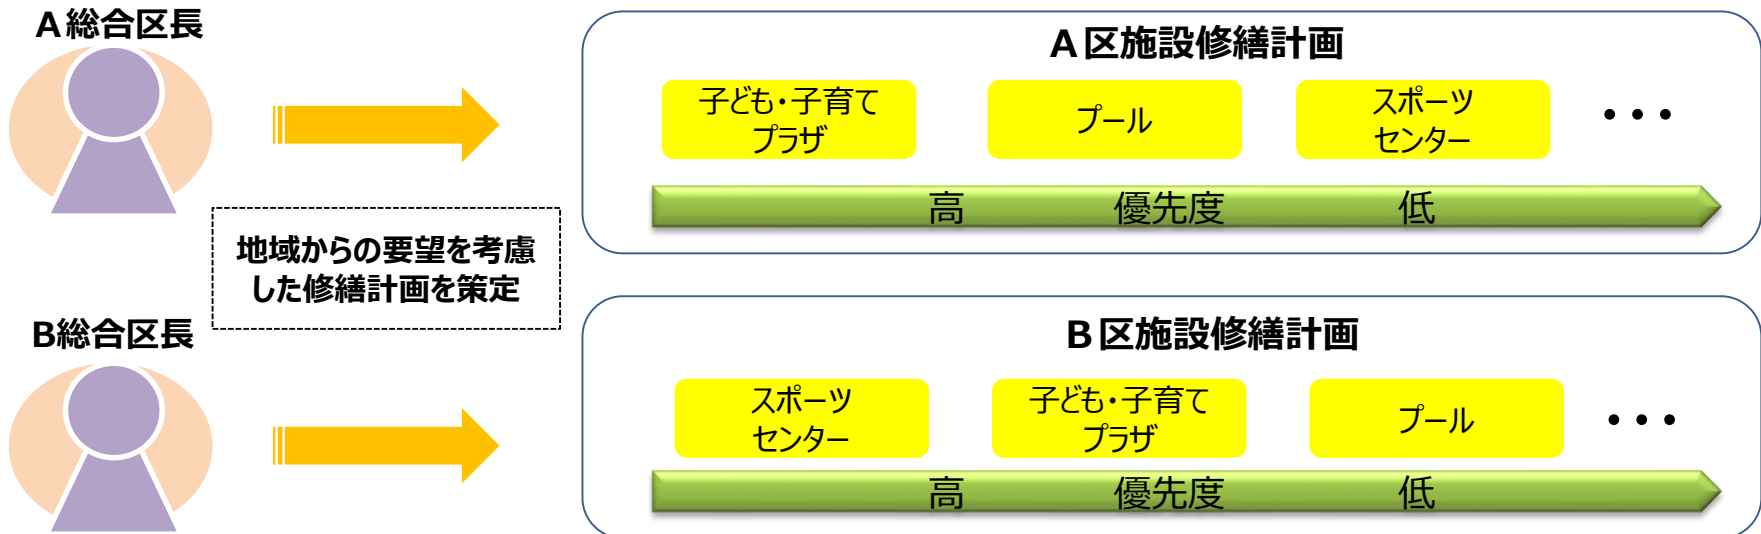 A総合区長
A区施設修繕計画
子ども・子育て
プラザ
プール
スポーツ
センター
・・・
高 優先度 低
地域からの要望を考慮
した修繕計画を策定
B総合区長
B区施設修繕計画
スポーツ
センター
子ども・子育て
プラザ
プール
・・・
高 優先度 低